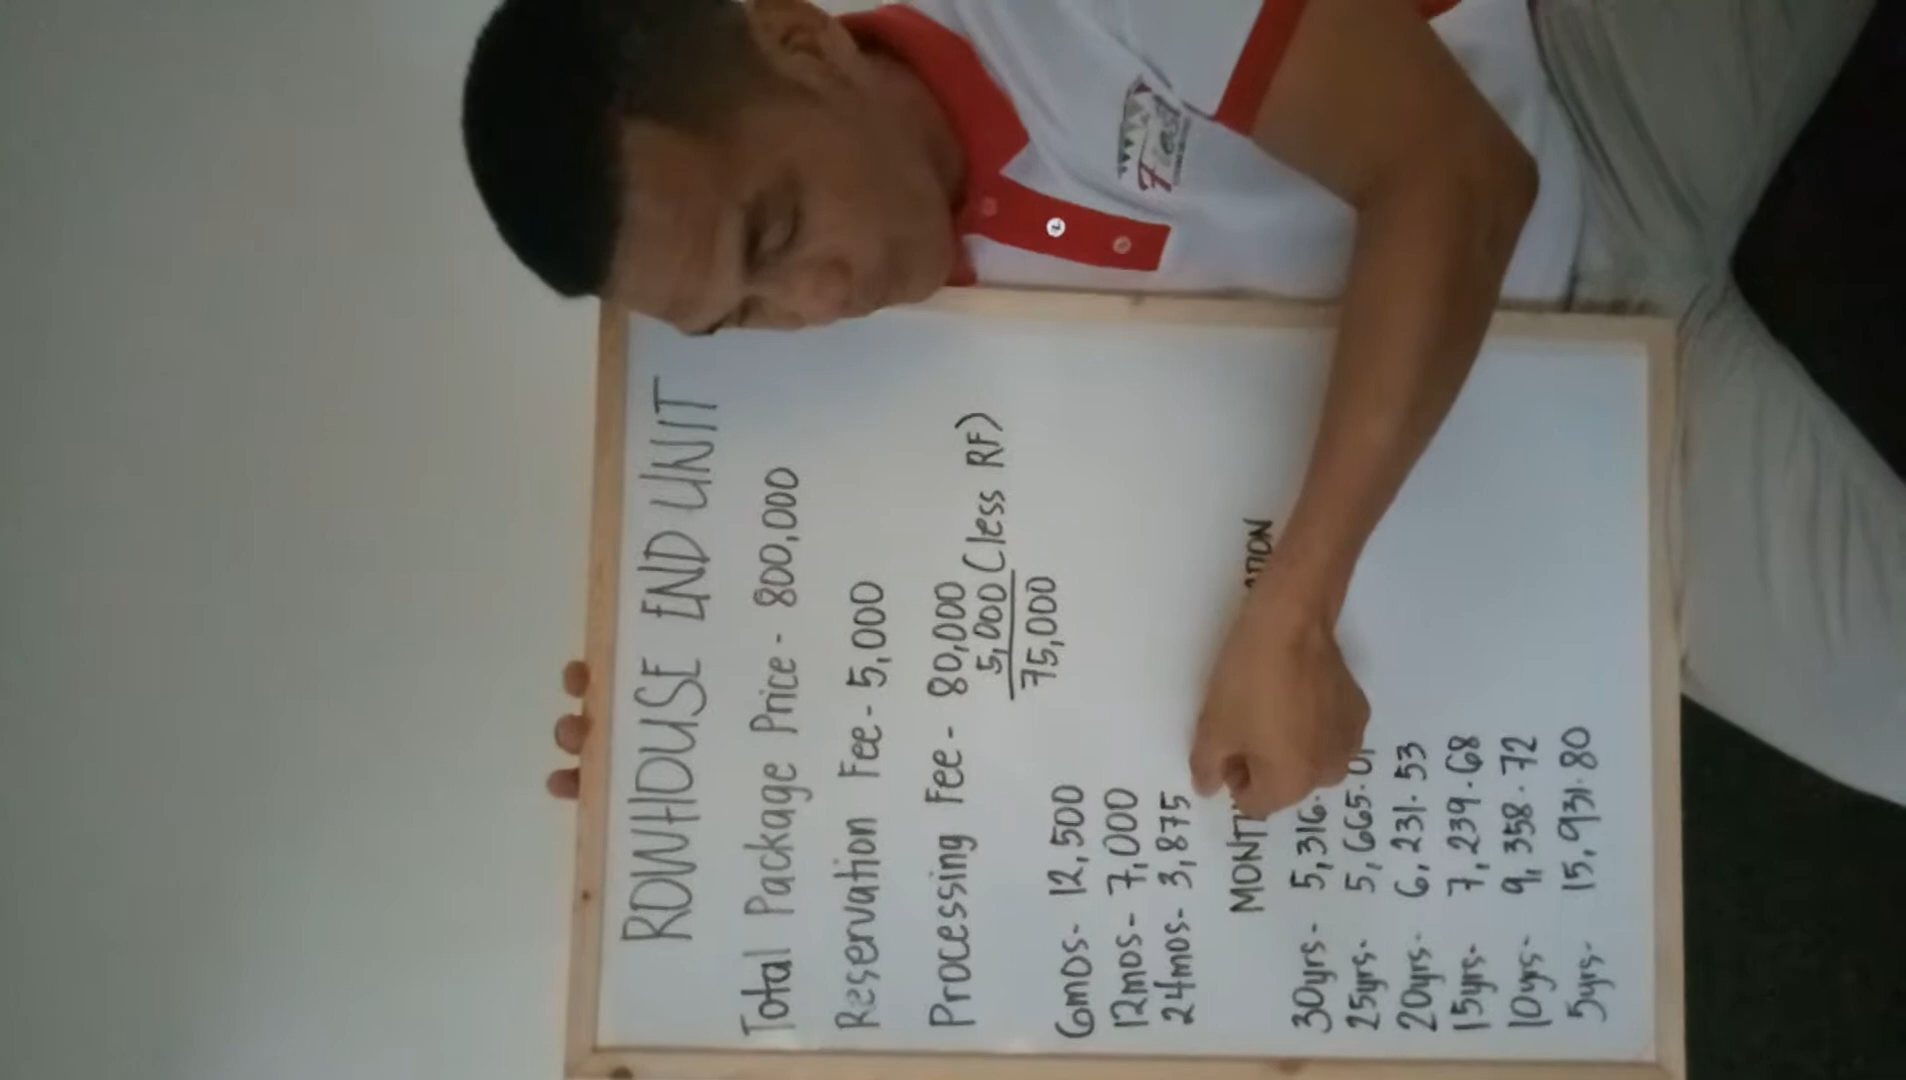 ROWHOUSE END UNIT
Total Package Price - 800,000
Reservation Fee - 5,000
Processing Fee - 80,000
5,000 (less RF)
75,000
6mos- 12,500
12mos- 7,000
24mos- 3,875
30yrs- 5,316.
25yrs- 5,665.0
20yrs- 6,231.53
15yrs- 7,239.68
10yrs- 9,358.72
5yrs- 15,931.80